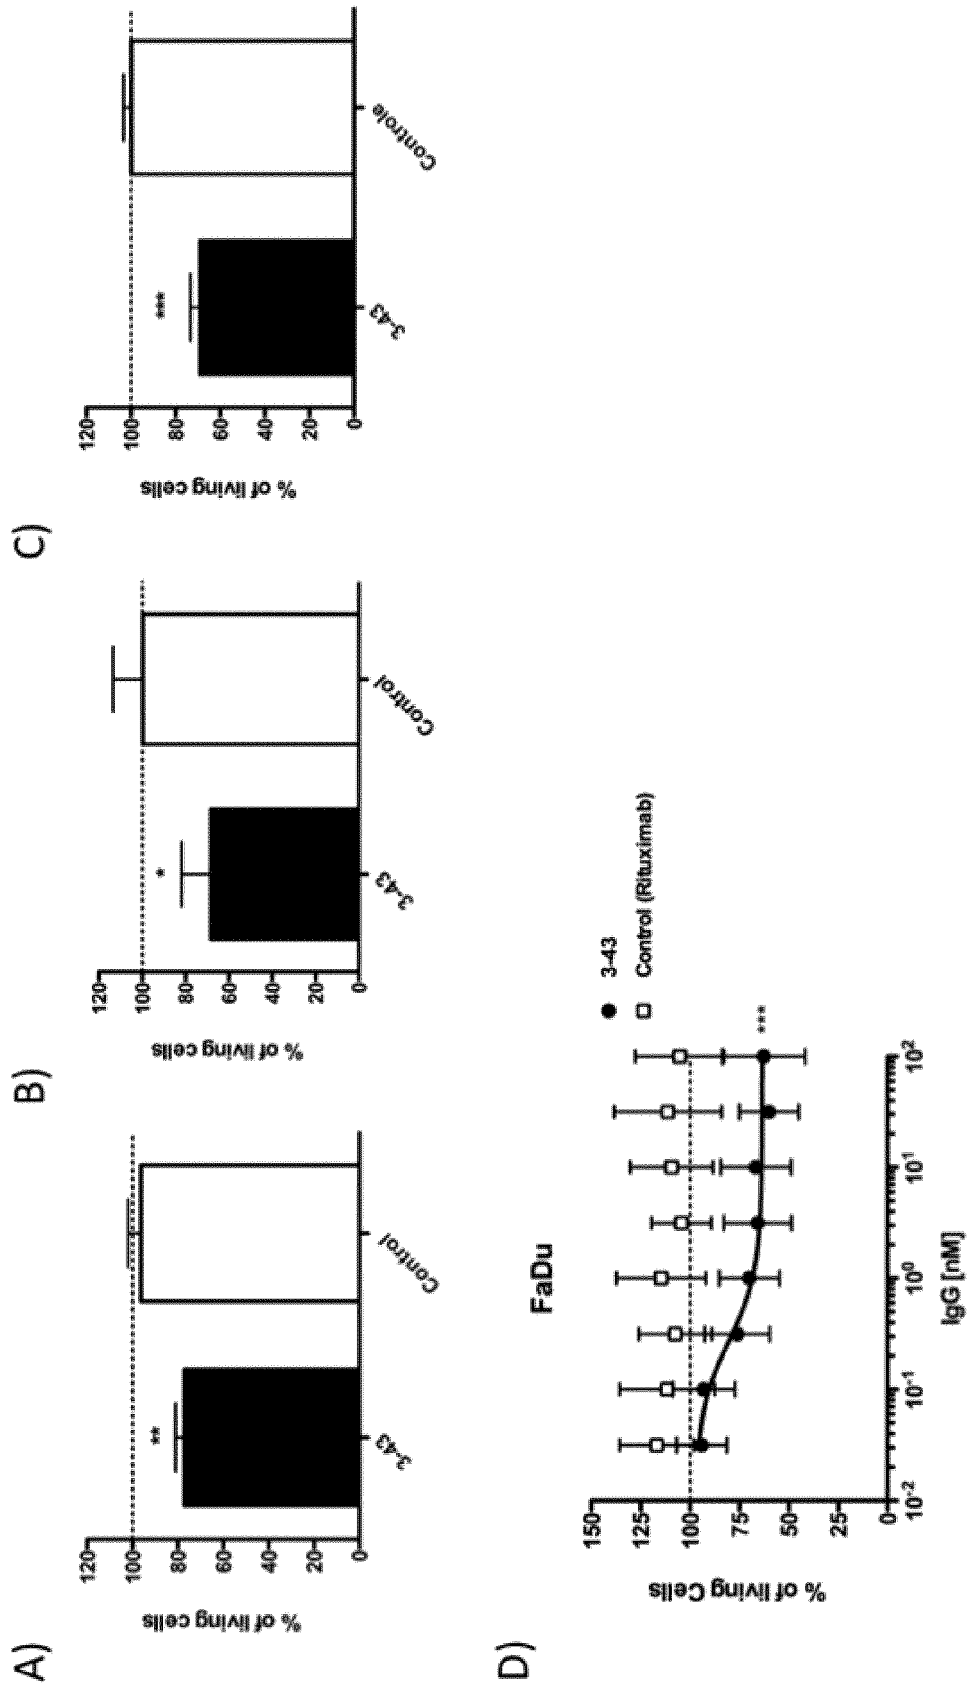 A)
% of living cells
120
100
80
60
40
20
0
**
3-43
Control
B)
% of living cells
120
100
80
60
40
20
0
*
3-43
Control
C)
% of living cells
120
100
80
60
40
20
0
***
3-43
Controle
D)
FaDu
% of living Cells
150
125
100
75
50
25
0
10-2
10-1
100
101
102
IgG [nM]
***
3-43
Control (Rituximab)